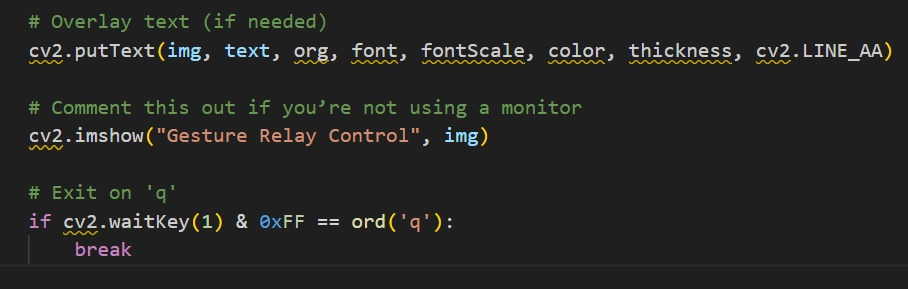 # Overlay text (if needed)
cv2.putText(img, text, org, font, fontScale, color, thickness, cv2.LINE_AA)
# Comment this out if you’re not using a monitor
cv2.imshow("Gesture Relay Control", img)
# Exit on 'q'
if cv2.waitKey(1) & 0xFF == ord('q'):
    break